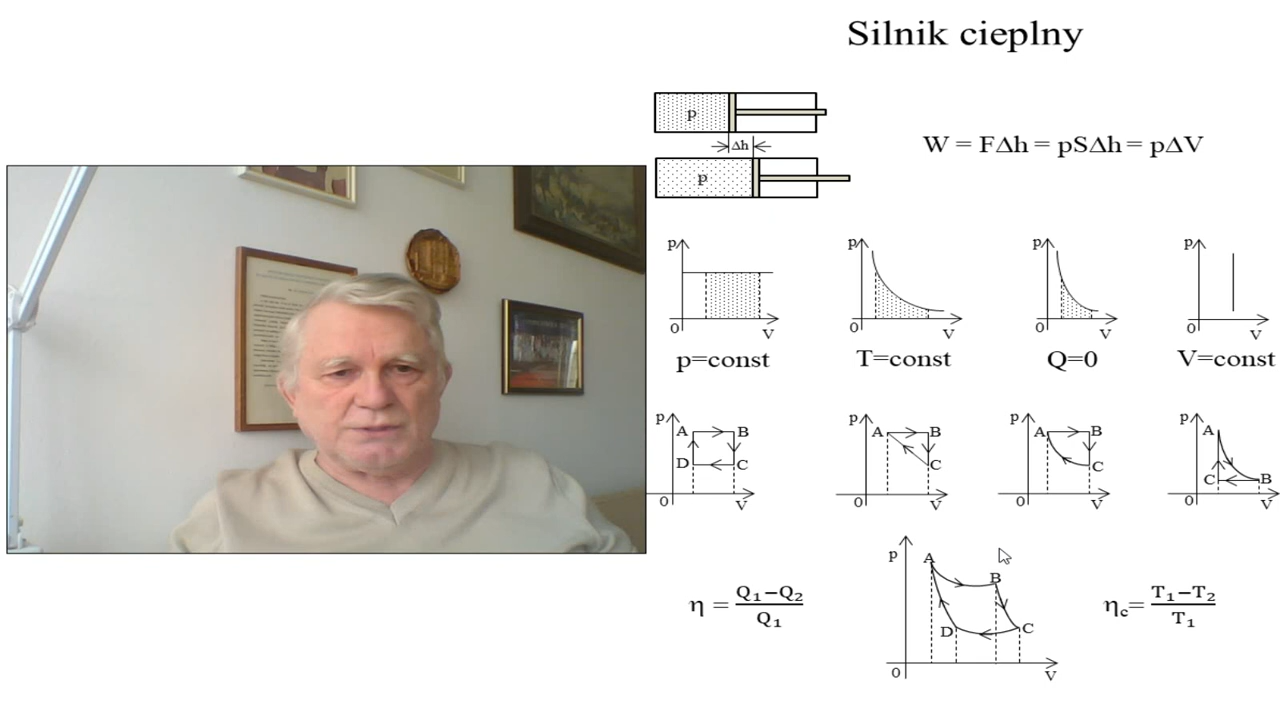 Silnik cieplny
p
Δh
p
W = FΔh = pSΔh = pΔV
p
0
V
p
0
V
p
0
V
p
0
V
p=const
T=const
Q=0
V=const
p
A
B
D
C
0
V
p
A
B
C
0
V
p
A
B
C
0
V
p
A
C
B
0
V
η = Q₁−Q₂
Q₁
p
A
B
D
C
0
V
η꜀= T₁−T₂
T₁